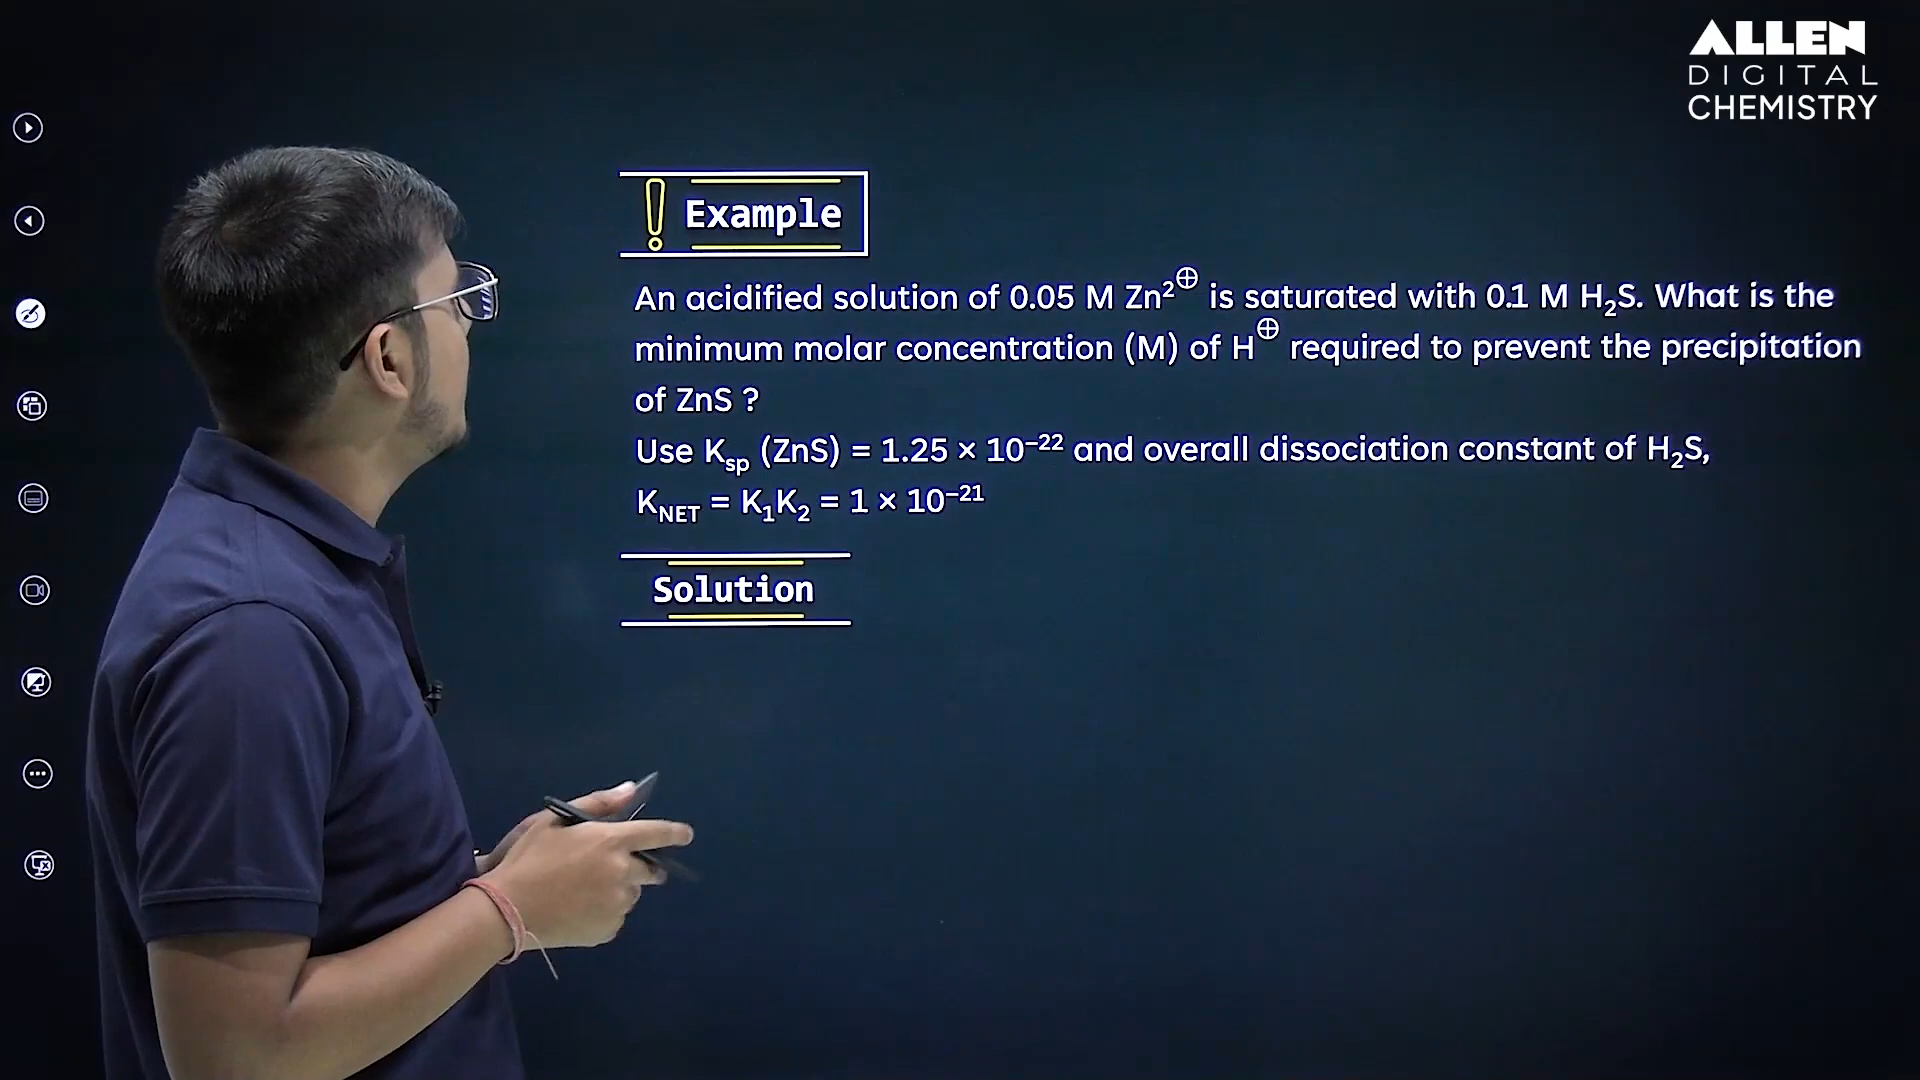 ALLEN
DIGITAL
CHEMISTRY
Example
An acidified solution of 0.05 M Zn²⊕ is saturated with 0.1 M H₂S. What is the
minimum molar concentration (M) of H⊕ required to prevent the precipitation
of ZnS ?
Use Kₛₚ (ZnS) = 1.25 × 10⁻²² and overall dissociation constant of H₂S,
K_NET = K₁K₂ = 1 × 10⁻²¹
Solution